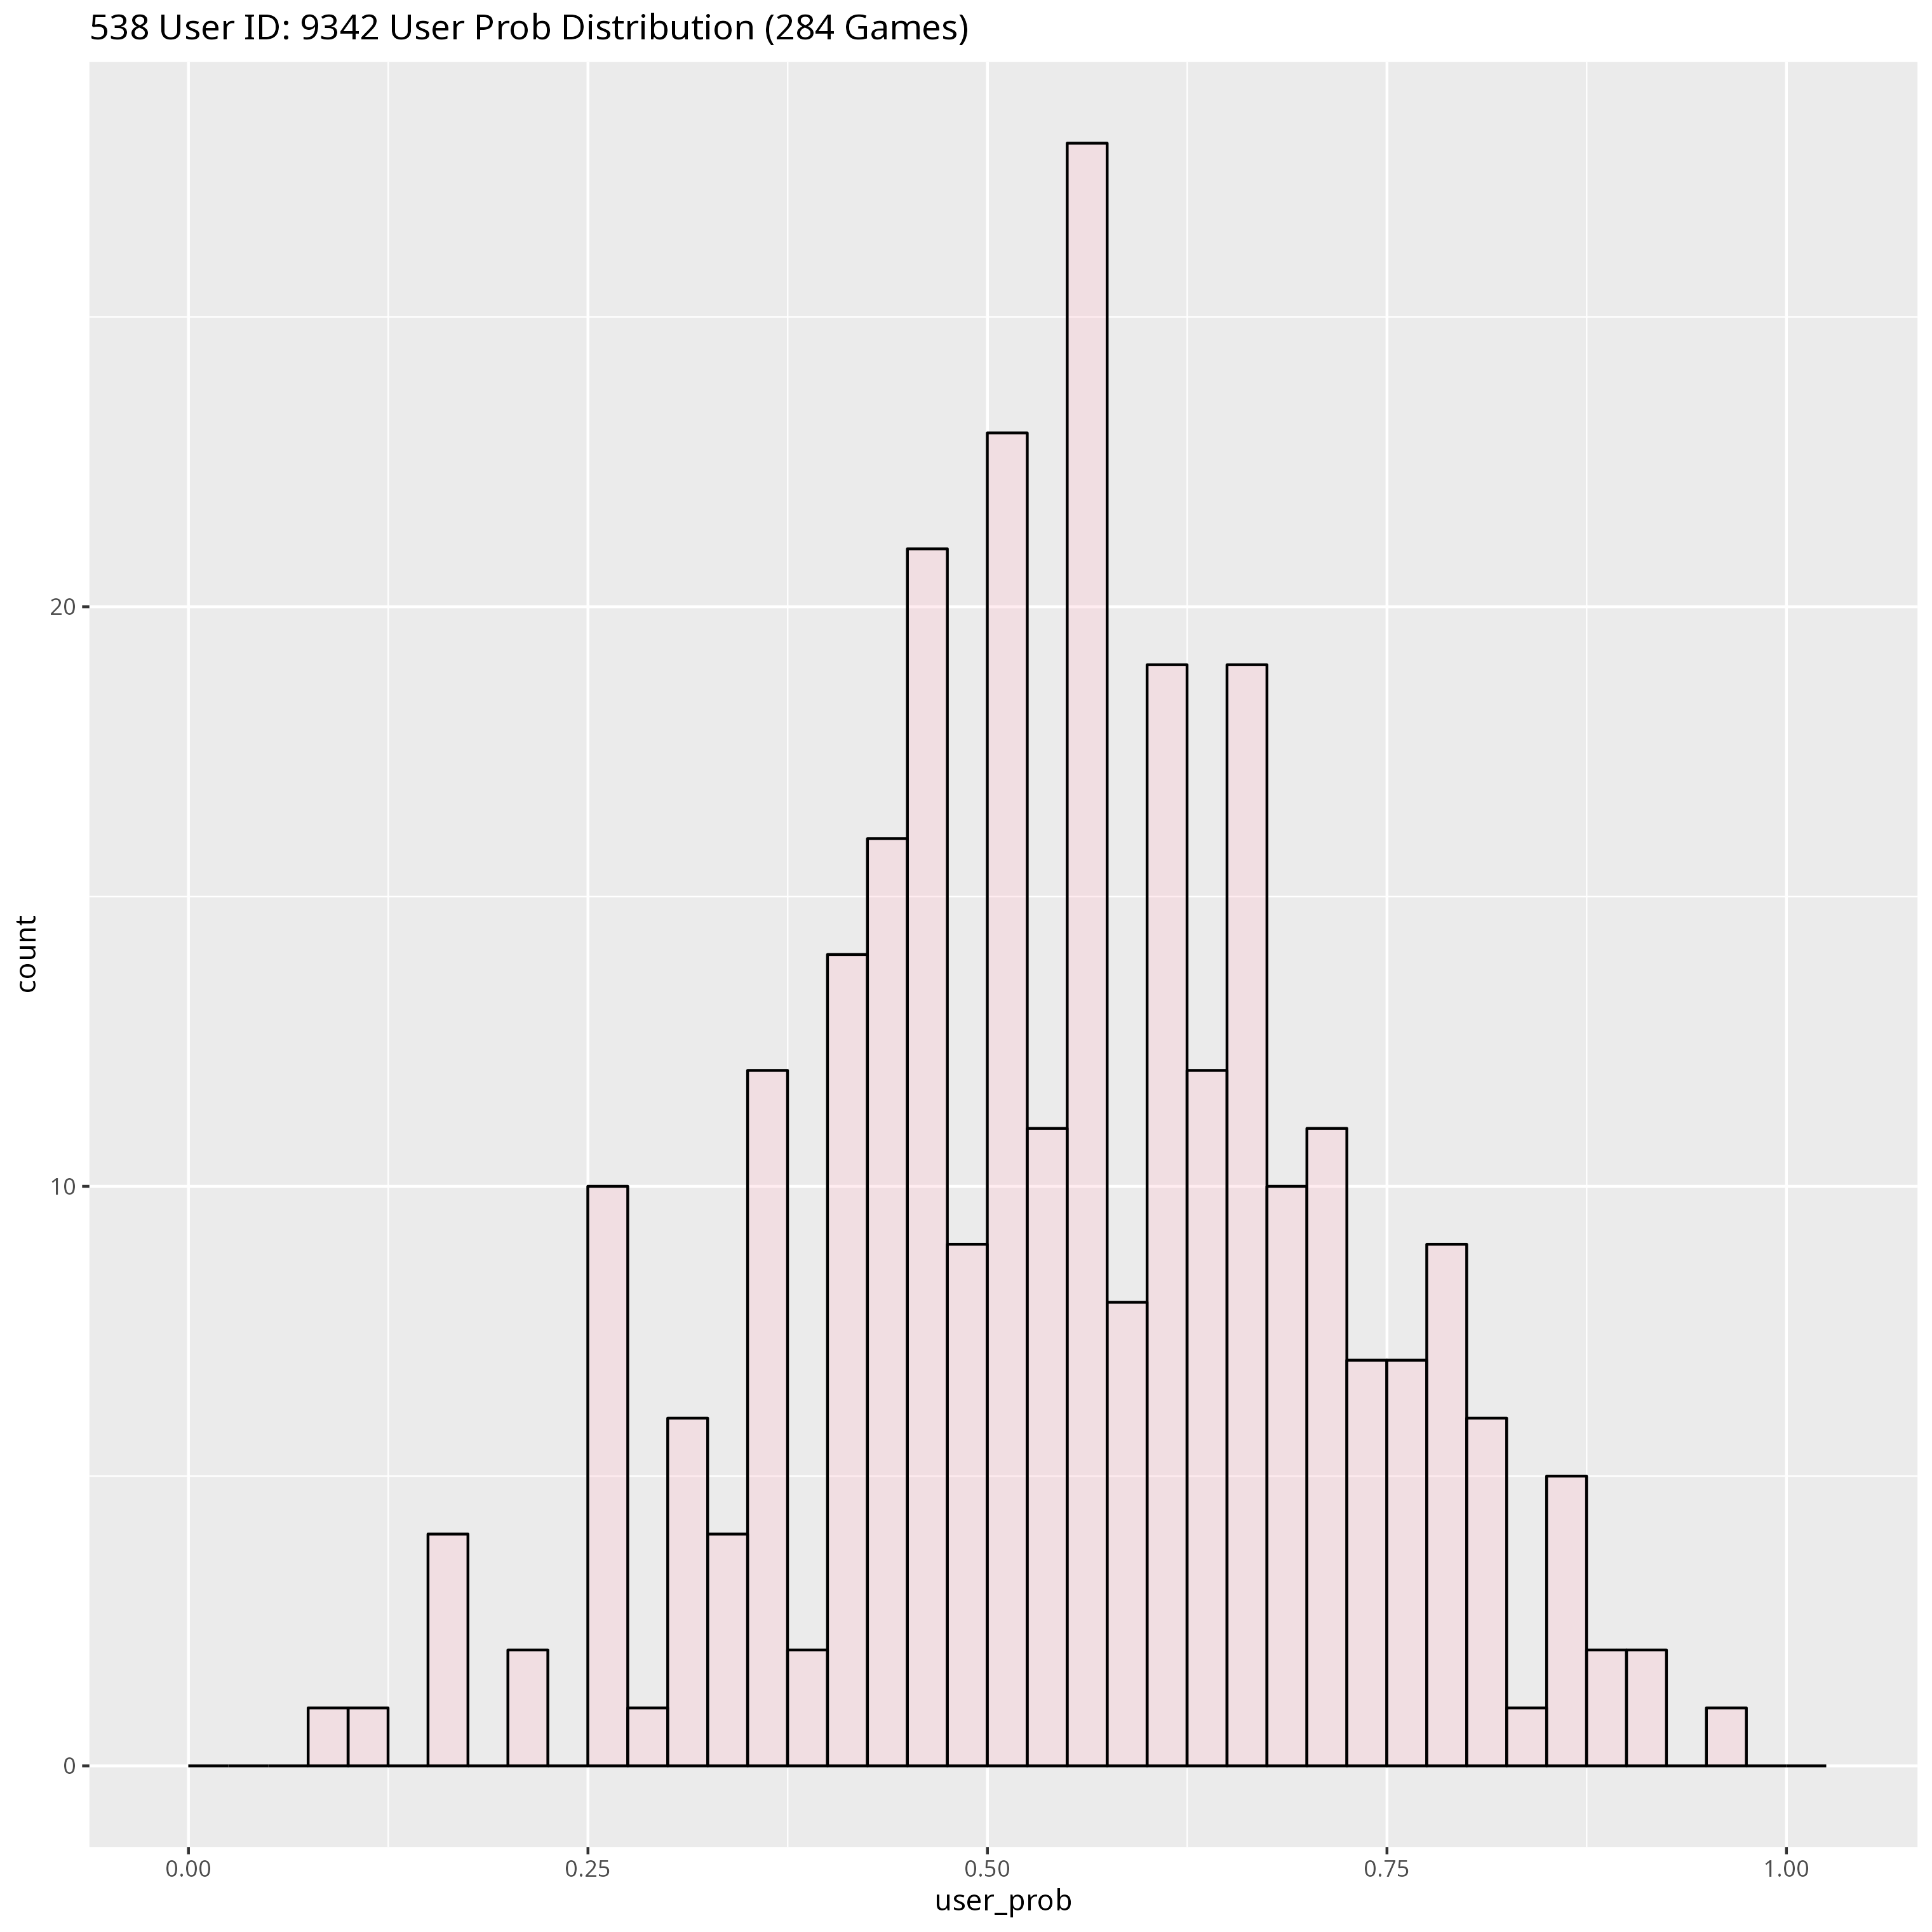 538 User ID: 9342 User Prob Distribution (284 Games)
count
20
10
0
0.00 0.25 0.50 0.75 1.00
user_prob